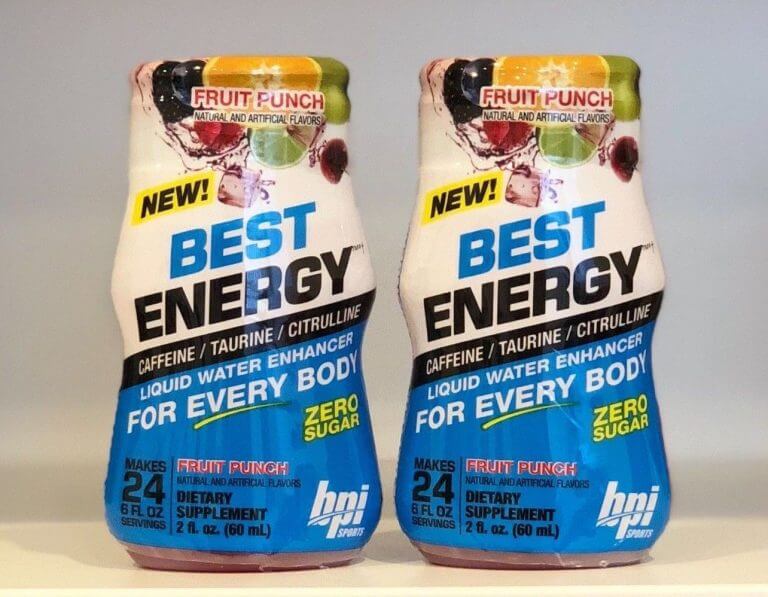 FRUIT PUNCH
NATURAL AND ARTIFICIAL FLAVORS
NEW!
BEST
ENERGY™†
CAFFEINE / TAURINE / CITRULLINE
LIQUID WATER ENHANCER
FOR EVERY BODY
ZERO
SUGAR
MAKES
24
6 FL OZ
SERVINGS
FRUIT PUNCH
NATURAL AND ARTIFICIAL FLAVORS
DIETARY
SUPPLEMENT
2 fl. oz. (60 mL)
bpi
SPORTS
FRUIT PUNCH
NATURAL AND ARTIFICIAL FLAVORS
NEW!
BEST
ENERGY™†
CAFFEINE / TAURINE / CITRULLINE
LIQUID WATER ENHANCER
FOR EVERY BODY
ZERO
SUGAR
MAKES
24
6 FL OZ
SERVINGS
FRUIT PUNCH
NATURAL AND ARTIFICIAL FLAVORS
DIETARY
SUPPLEMENT
2 fl. oz. (60 mL)
bpi
SPORTS